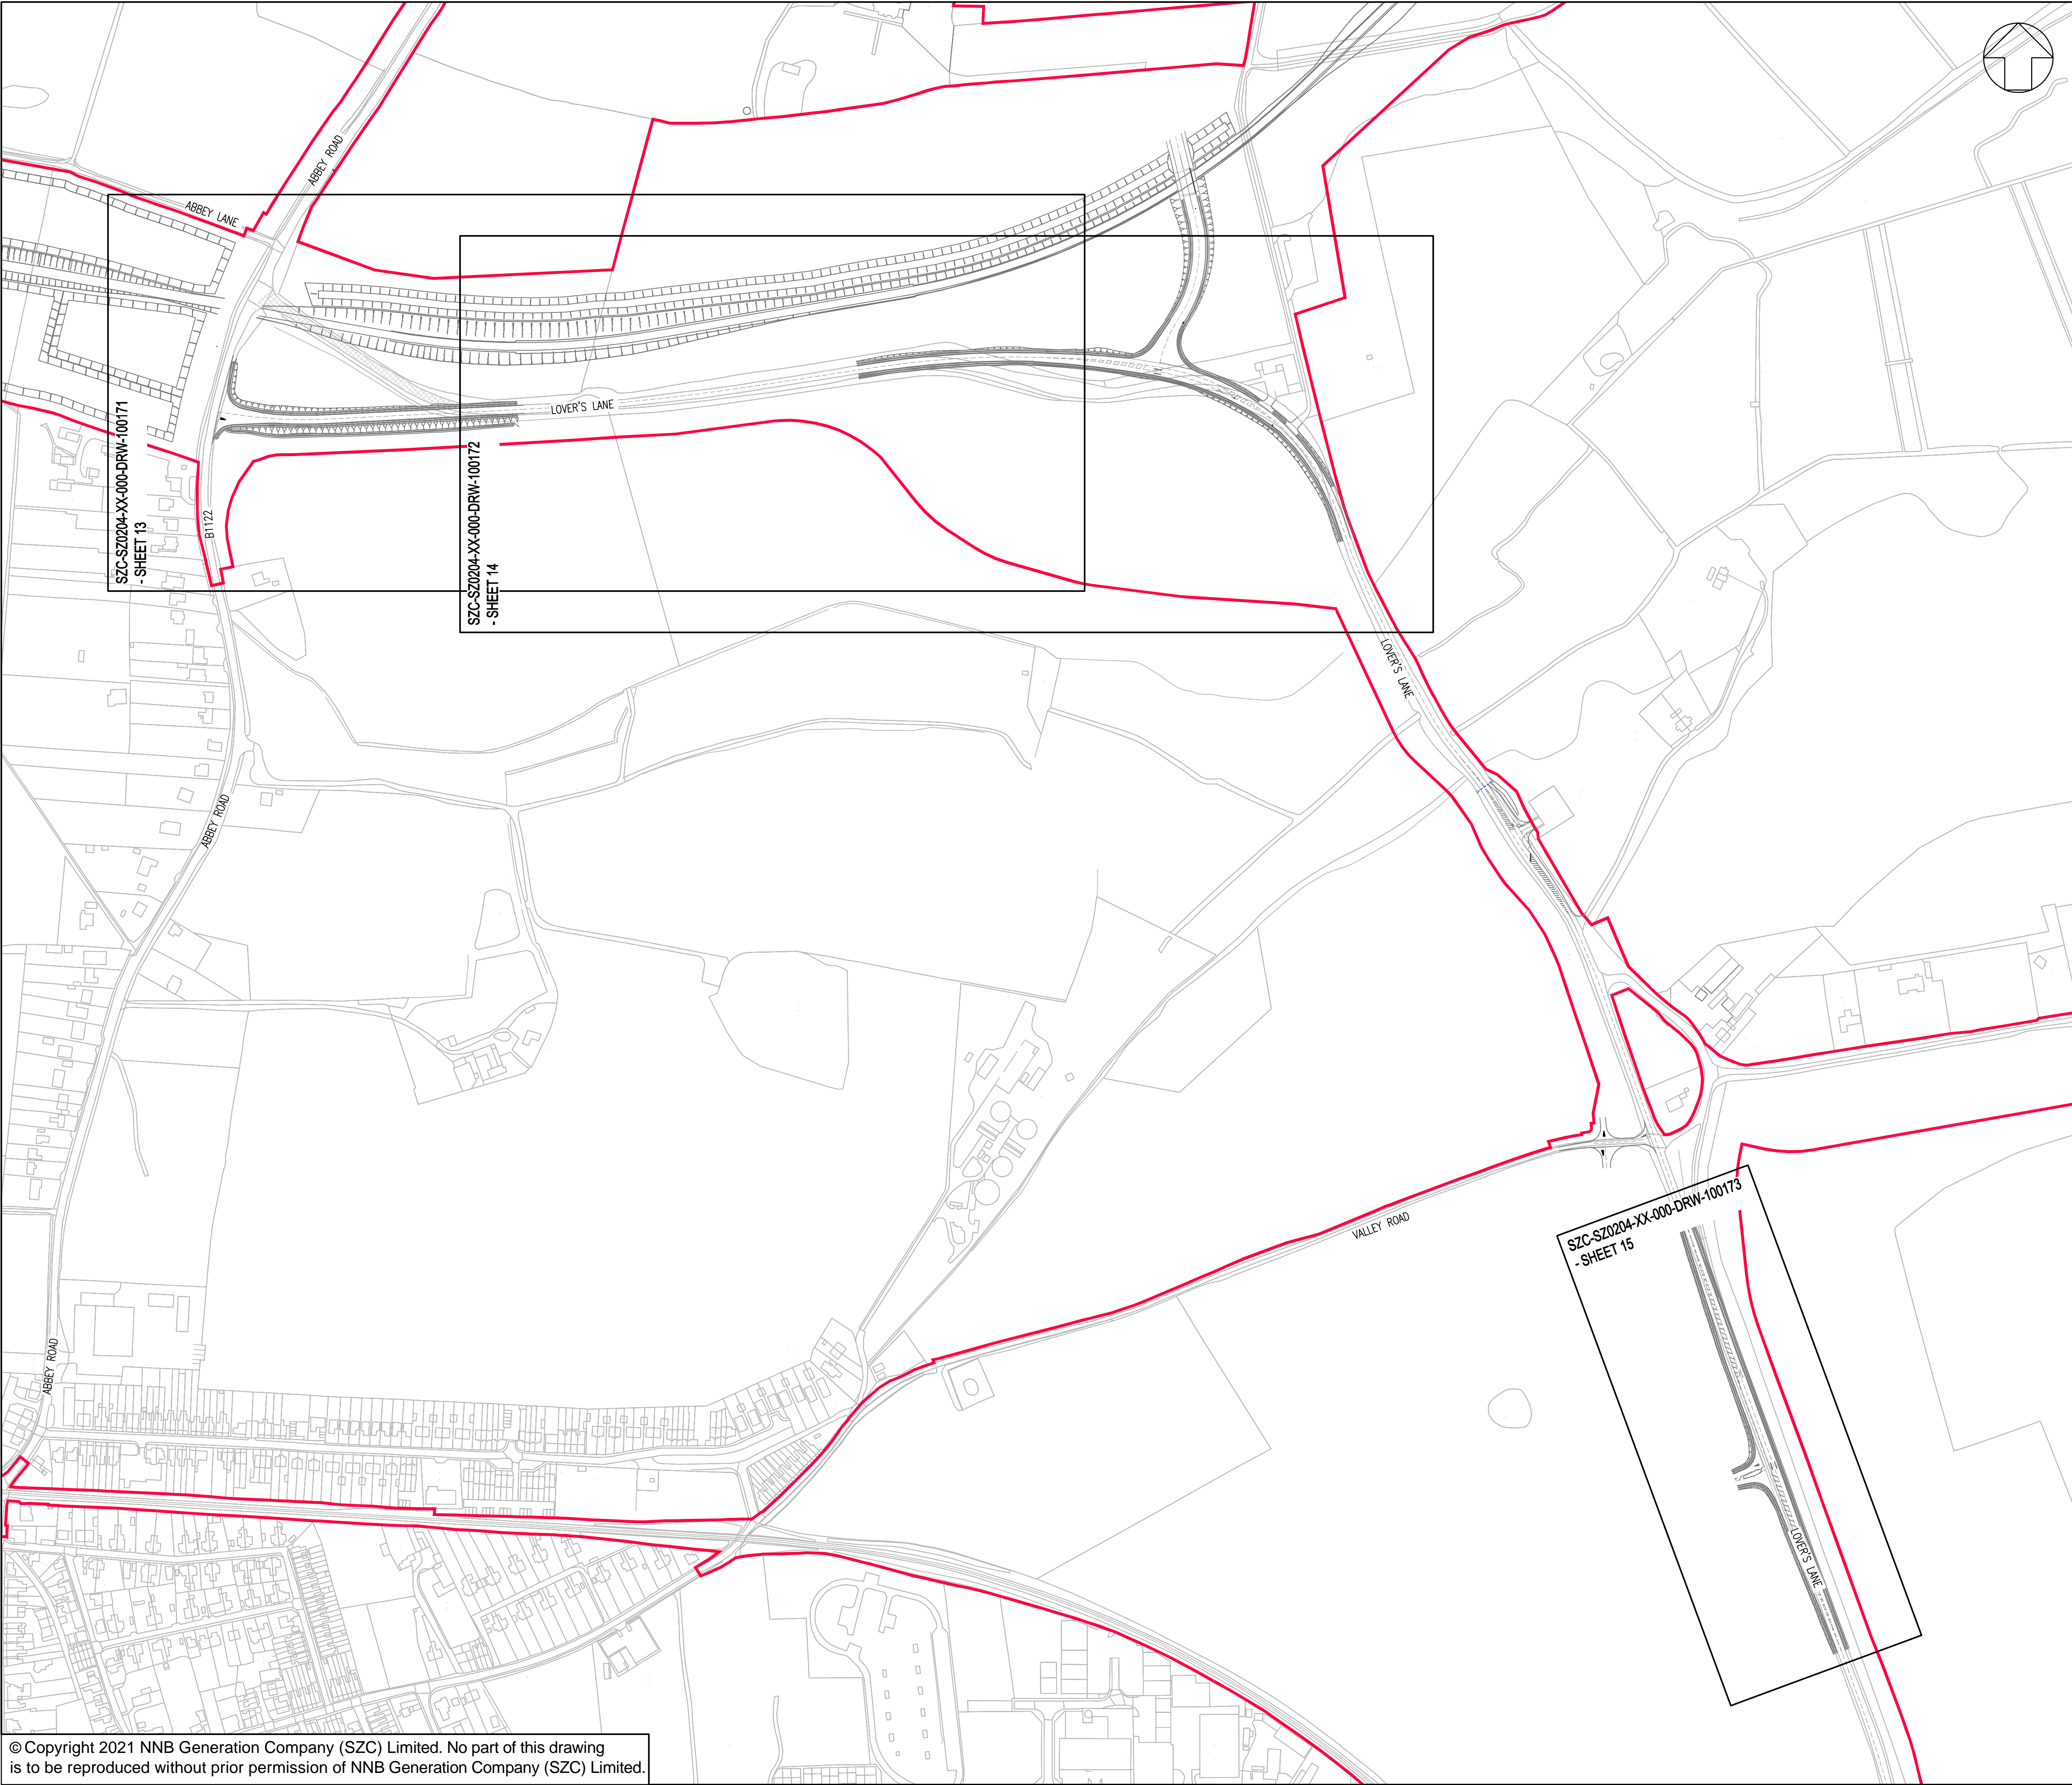 ABBEY ROAD
ABBEY LANE
SZC-SZ0204-XX-000-DRW-100171
- SHEET 13
B1122
LOVER'S LANE
SZC-SZ0204-XX-000-DRW-100172
- SHEET 14
LOVER'S LANE
ABBEY ROAD
SZC-SZ0204-XX-000-DRW-100173
- SHEET 15
VALLEY ROAD
ABBEY ROAD
LOVER'S LANE
© Copyright 2021 NNB Generation Company (SZC) Limited. No part of this drawing
is to be reproduced without prior permission of NNB Generation Company (SZC) Limited.